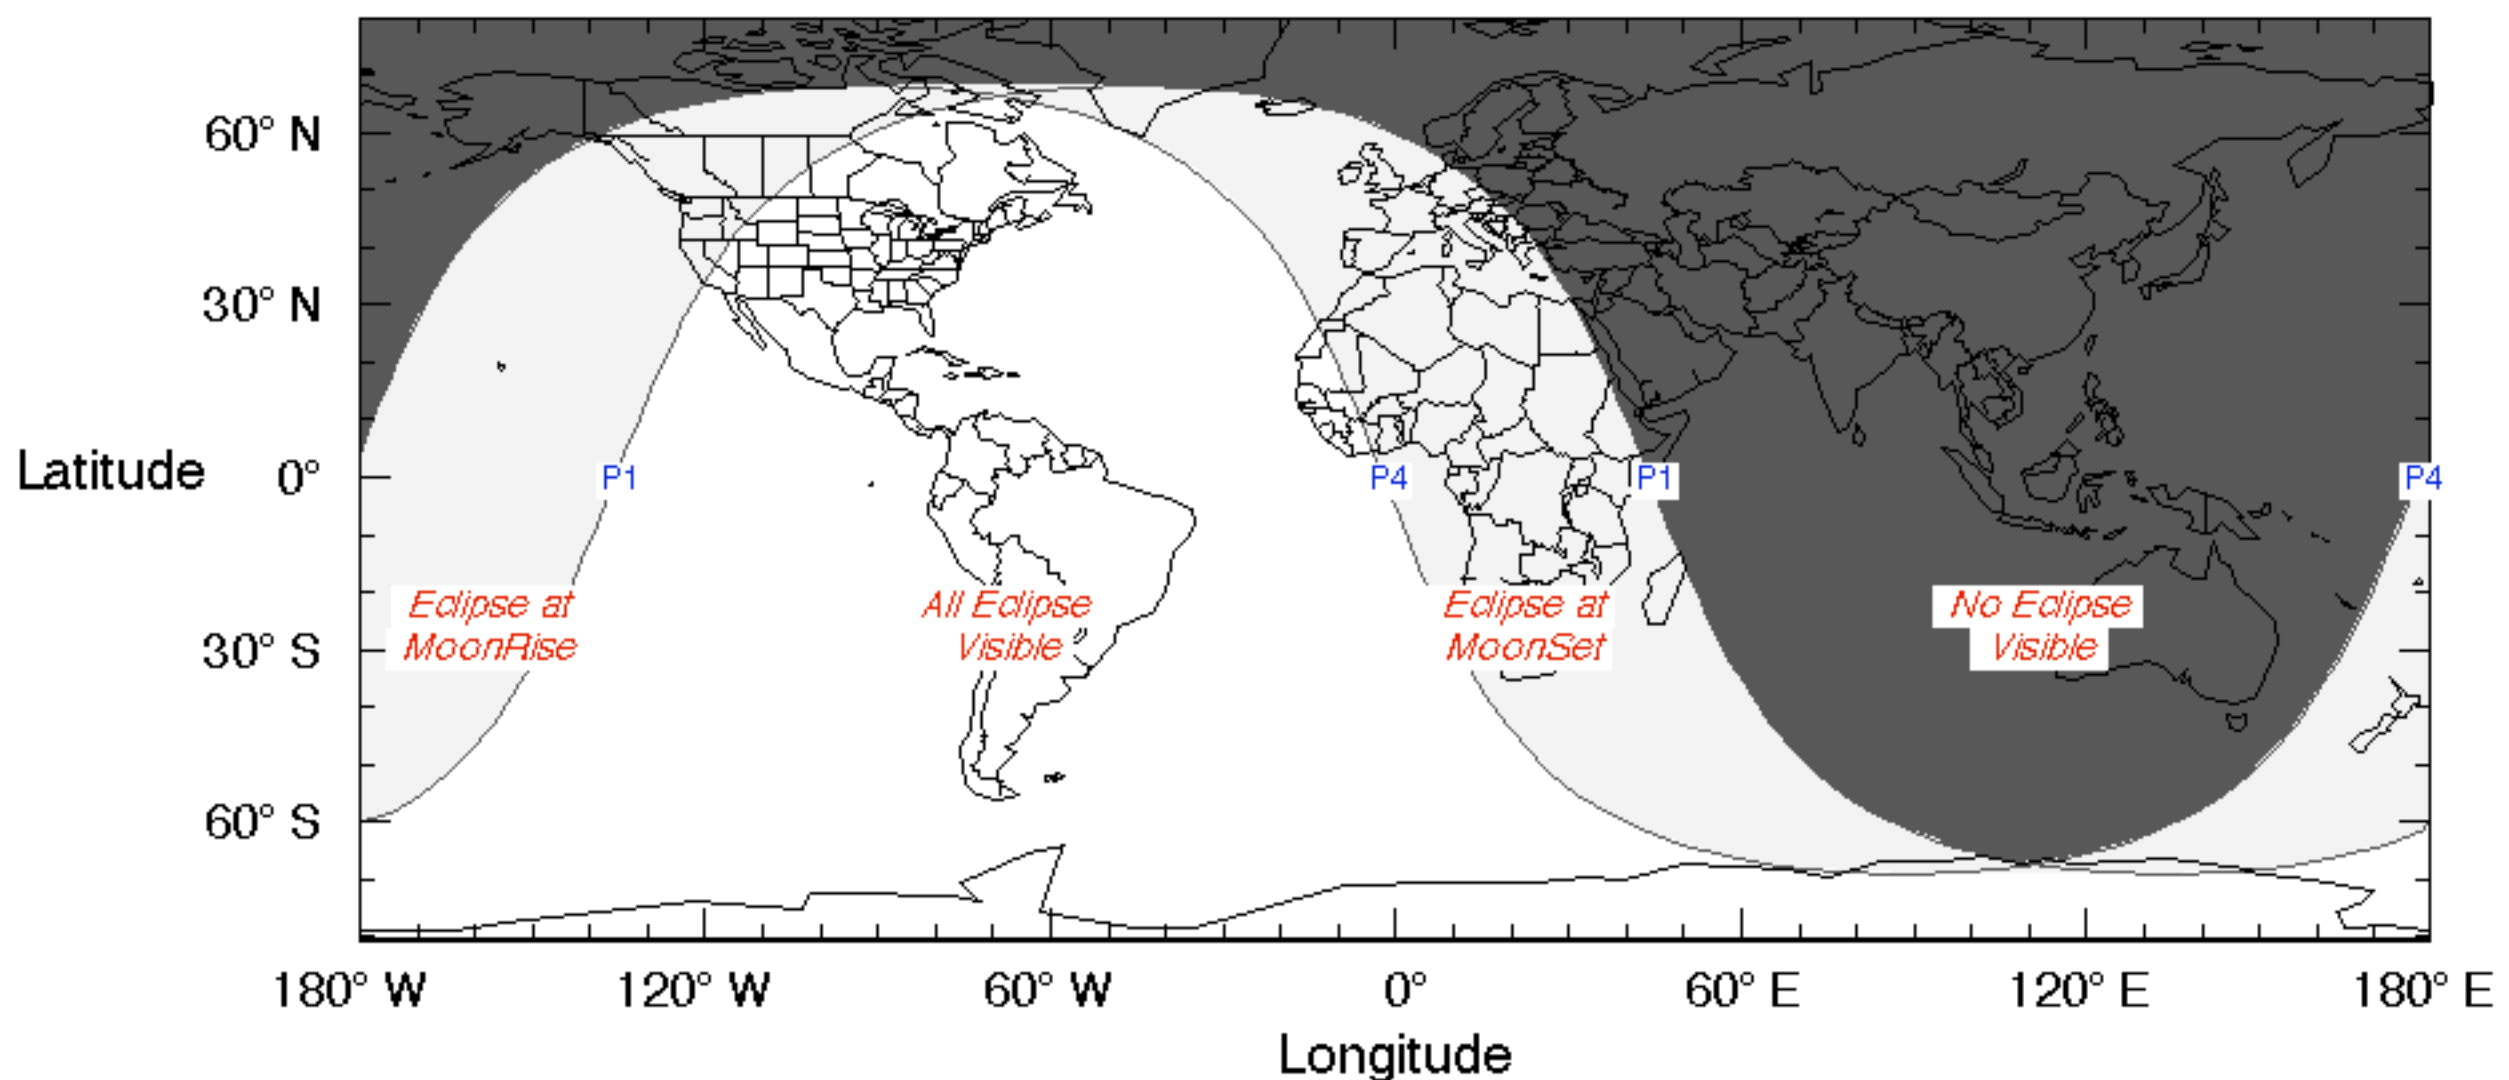 60° N
30° N
Latitude 0°
P1 P4 P1 P4
Eclipse at All Eclipse Eclipse at No Eclipse
MoonRise Visible MoonSet Visible
30° S
60° S
180° W 120° W 60° W 0° 60° E 120° E 180° E
Longitude